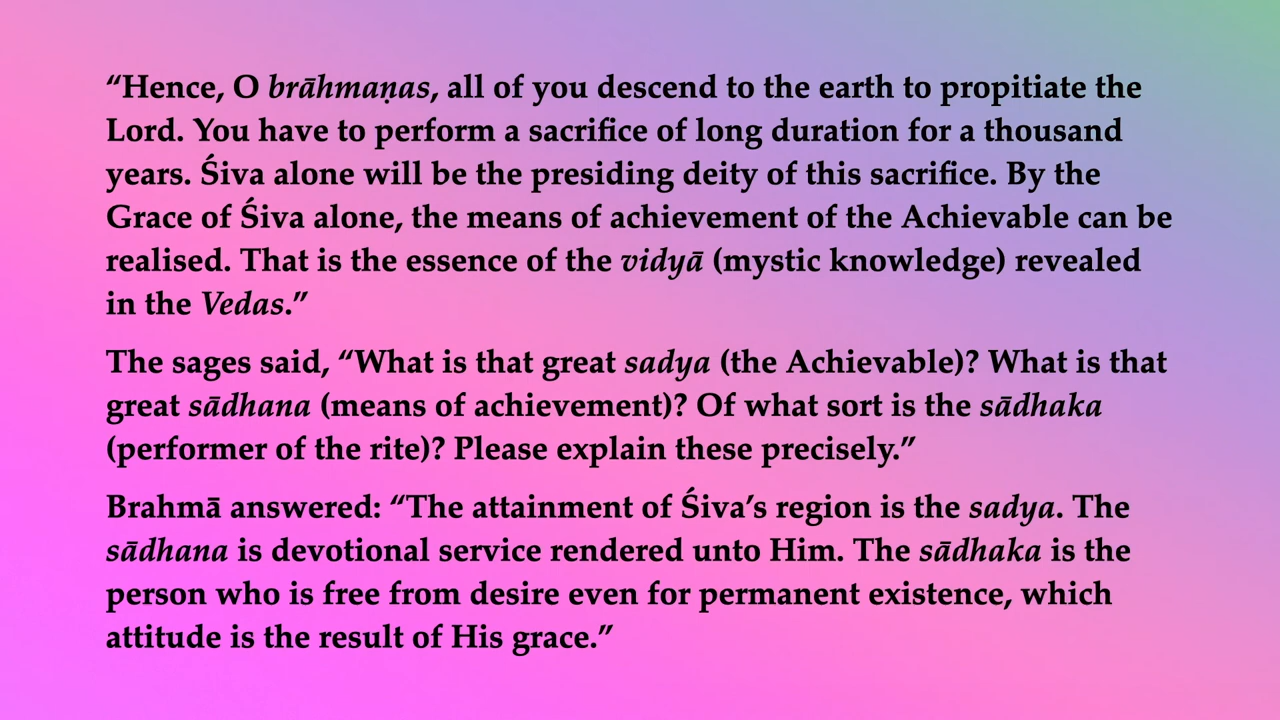 “Hence, O brāhmaṇas, all of you descend to the earth to propitiate the
Lord. You have to perform a sacrifice of long duration for a thousand
years. Śiva alone will be the presiding deity of this sacrifice. By the
Grace of Śiva alone, the means of achievement of the Achievable can be
realised. That is the essence of the vidyā (mystic knowledge) revealed
in the Vedas.”
The sages said, “What is that great sadya (the Achievable)? What is that
great sādhana (means of achievement)? Of what sort is the sādhaka
(performer of the rite)? Please explain these precisely.”
Brahmā answered: “The attainment of Śiva’s region is the sadya. The
sādhana is devotional service rendered unto Him. The sādhaka is the
person who is free from desire even for permanent existence, which
attitude is the result of His grace.”